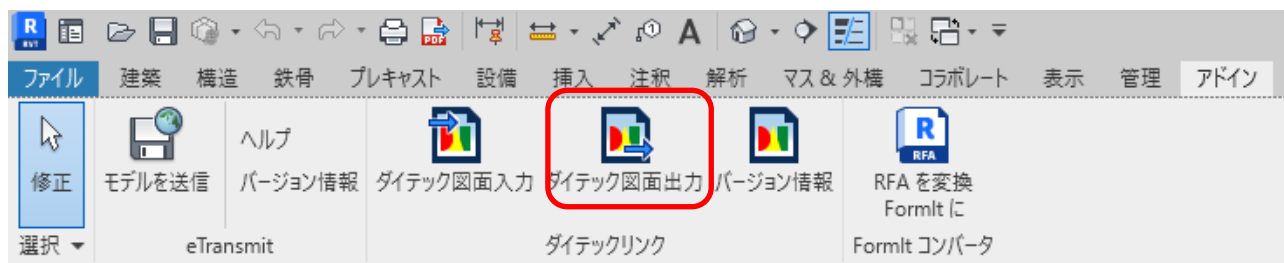 R
RVT
1
A
ファイル 建築 構造 鉄骨 プレキャスト 設備 挿入 注釈 解析 マス & 外構 コラボレート 表示 管理 アドイン
ヘルプ
R
RFA
修正 モデルを送信 バージョン情報 ダイテック図面入力 ダイテック図面出力 バージョン情報 RFA を変換
FormIt に
選択 eTransmit ダイテックリンク FormIt コンバータ